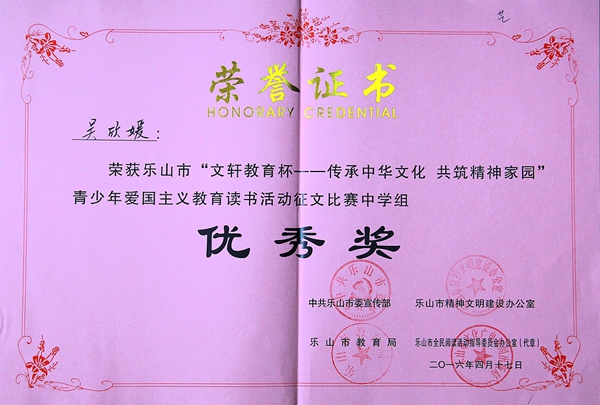 艺
荣誉证书
HONORARY CREDENTIAL
吴欣媛：
荣获乐山市“文轩教育杯——传承中华文化 共筑精神家园”
青少年爱国主义教育读书活动征文比赛中学组
优秀奖
中共乐山市委宣传部 乐山市精神文明建设办公室
乐山市教育局 乐山市全民阅读活动指导委员会办公室（代章）
二〇一六年四月十七日